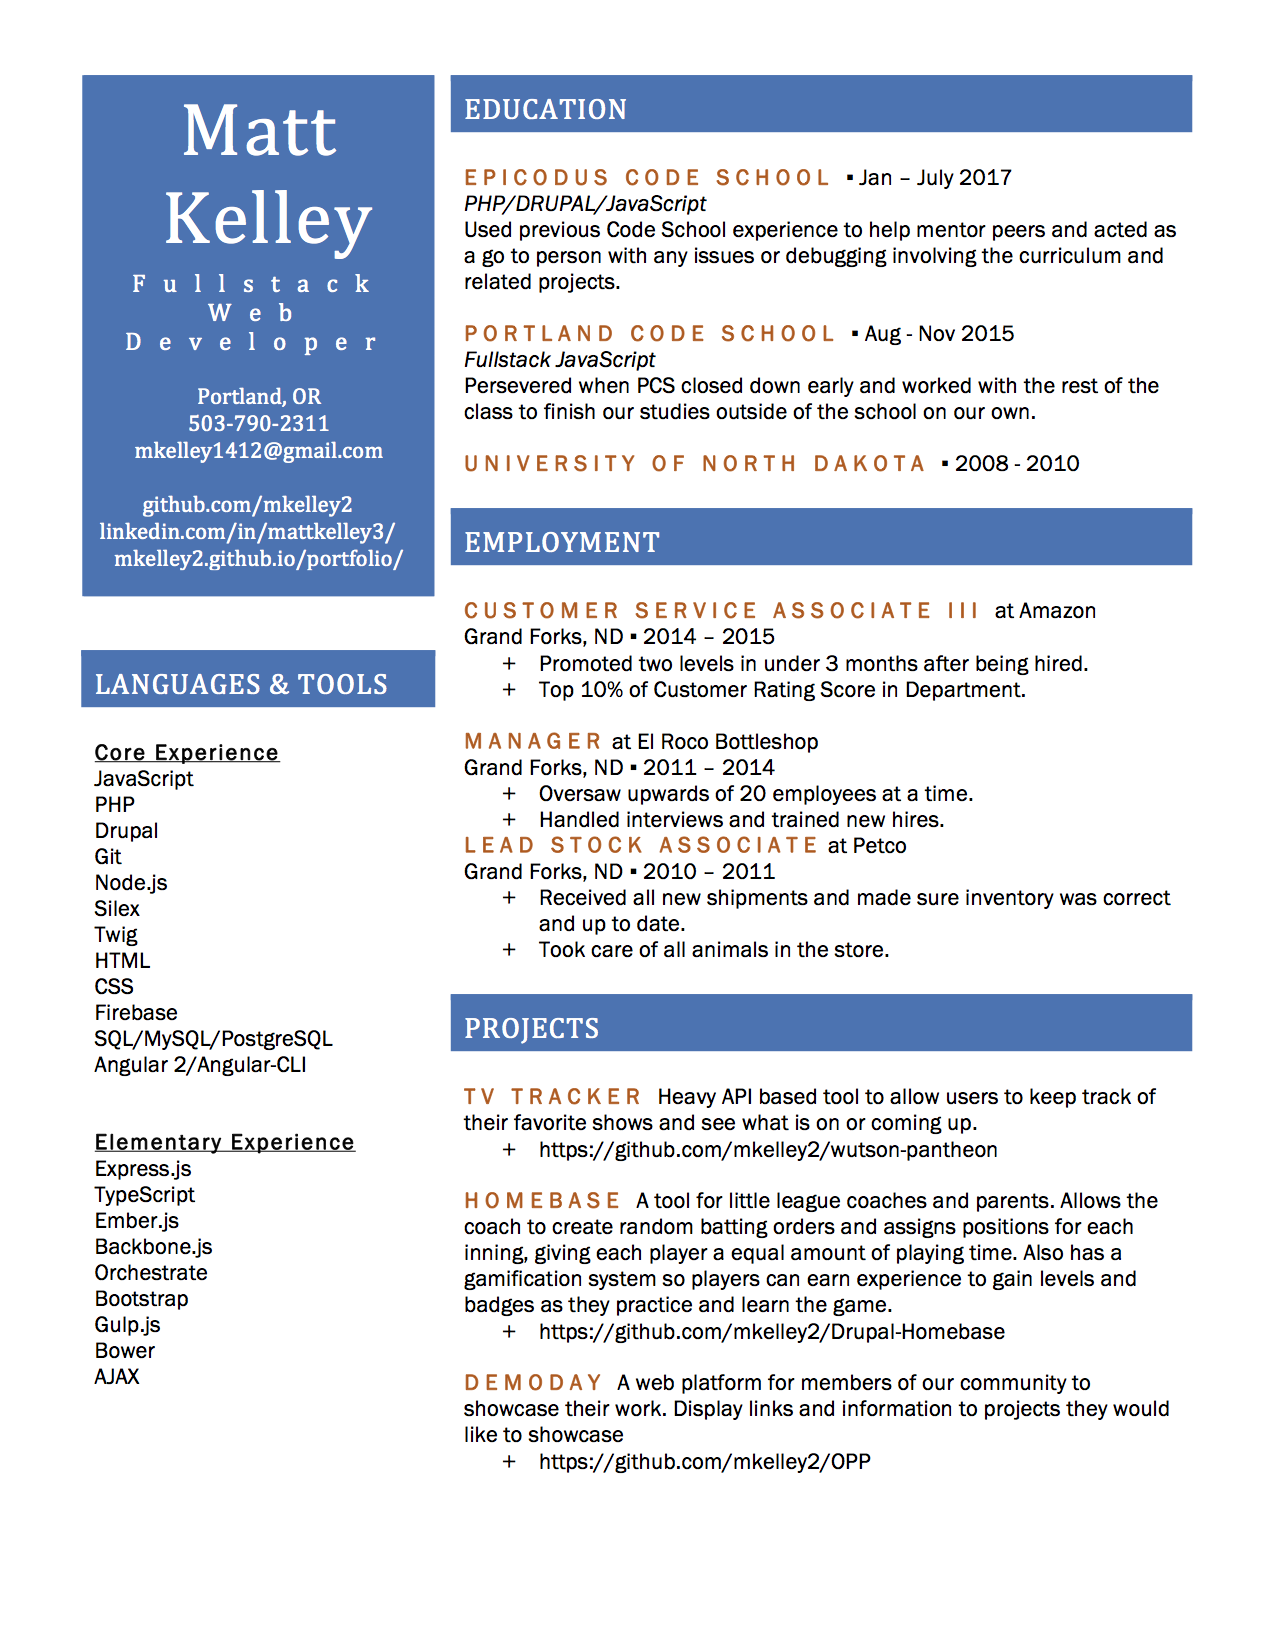 Matt
Kelley
Fullstack
Web
Developer
Portland, OR
503-790-2311
mkelley1412@gmail.com
github.com/mkelley2
linkedin.com/in/mattkelley3/
mkelley2.github.io/portfolio/
LANGUAGES & TOOLS
Core Experience
JavaScript
PHP
Drupal
Git
Node.js
Silex
Twig
HTML
CSS
Firebase
SQL/MySQL/PostgreSQL
Angular 2/Angular-CLI
Elementary Experience
Express.js
TypeScript
Ember.js
Backbone.js
Orchestrate
Bootstrap
Gulp.js
Bower
AJAX
EDUCATION
EPICODUS CODE SCHOOL ▪ Jan – July 2017
PHP/DRUPAL/JavaScript
Used previous Code School experience to help mentor peers and acted as
a go to person with any issues or debugging involving the curriculum and
related projects.
PORTLAND CODE SCHOOL ▪ Aug - Nov 2015
Fullstack JavaScript
Persevered when PCS closed down early and worked with the rest of the
class to finish our studies outside of the school on our own.
UNIVERSITY OF NORTH DAKOTA ▪ 2008 - 2010
EMPLOYMENT
CUSTOMER SERVICE ASSOCIATE III at Amazon
Grand Forks, ND ▪ 2014 – 2015
+ Promoted two levels in under 3 months after being hired.
+ Top 10% of Customer Rating Score in Department.
MANAGER at El Roco Bottleshop
Grand Forks, ND ▪ 2011 – 2014
+ Oversaw upwards of 20 employees at a time.
+ Handled interviews and trained new hires.
LEAD STOCK ASSOCIATE at Petco
Grand Forks, ND ▪ 2010 – 2011
+ Received all new shipments and made sure inventory was correct
and up to date.
+ Took care of all animals in the store.
PROJECTS
TV TRACKER Heavy API based tool to allow users to keep track of
their favorite shows and see what is on or coming up.
+ https://github.com/mkelley2/wutson-pantheon
HOMEBASE A tool for little league coaches and parents. Allows the
coach to create random batting orders and assigns positions for each
inning, giving each player a equal amount of playing time. Also has a
gamification system so players can earn experience to gain levels and
badges as they practice and learn the game.
+ https://github.com/mkelley2/Drupal-Homebase
DEMODAY A web platform for members of our community to
showcase their work. Display links and information to projects they would
like to showcase
+ https://github.com/mkelley2/OPP